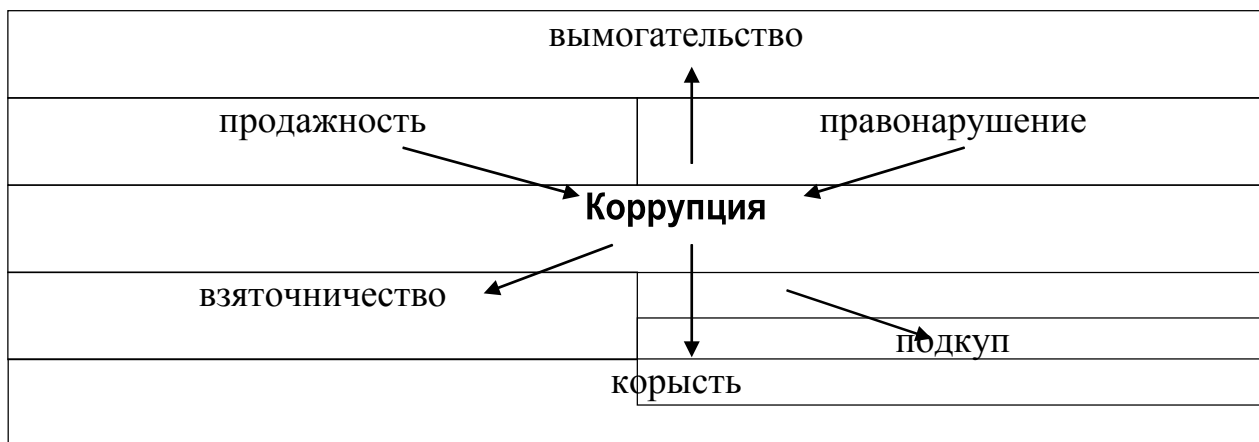 вымогательство
продажность правонарушение
Коррупция
взяточничество
подкуп
корысть